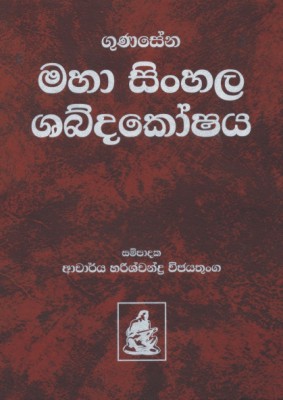 ගුණසේන
මහා සිංහල
ශබ්දකෝෂය
සම්පාදක
ආචාර්ය හරිශ්චන්ද්‍ර විජයතුංග